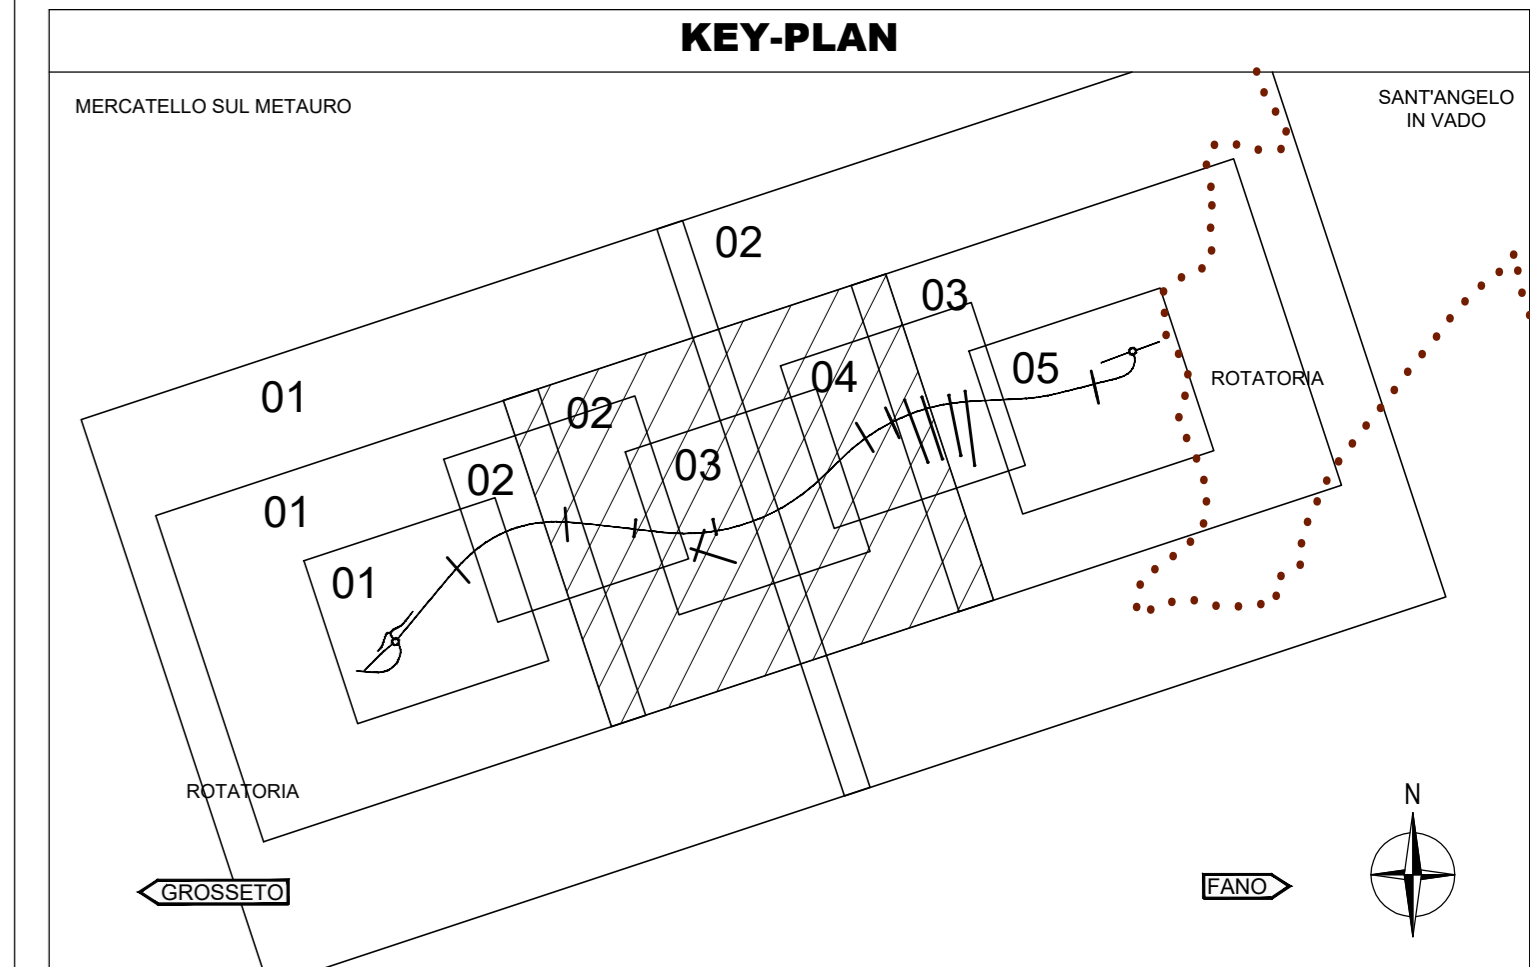 KEY-PLAN
MERCATELLO SUL METAURO
SANT'ANGELO
IN VADO
02
03
01
02
04
05
ROTATORIA
03
02
01
01
ROTATORIA
N
GROSSETO
FANO